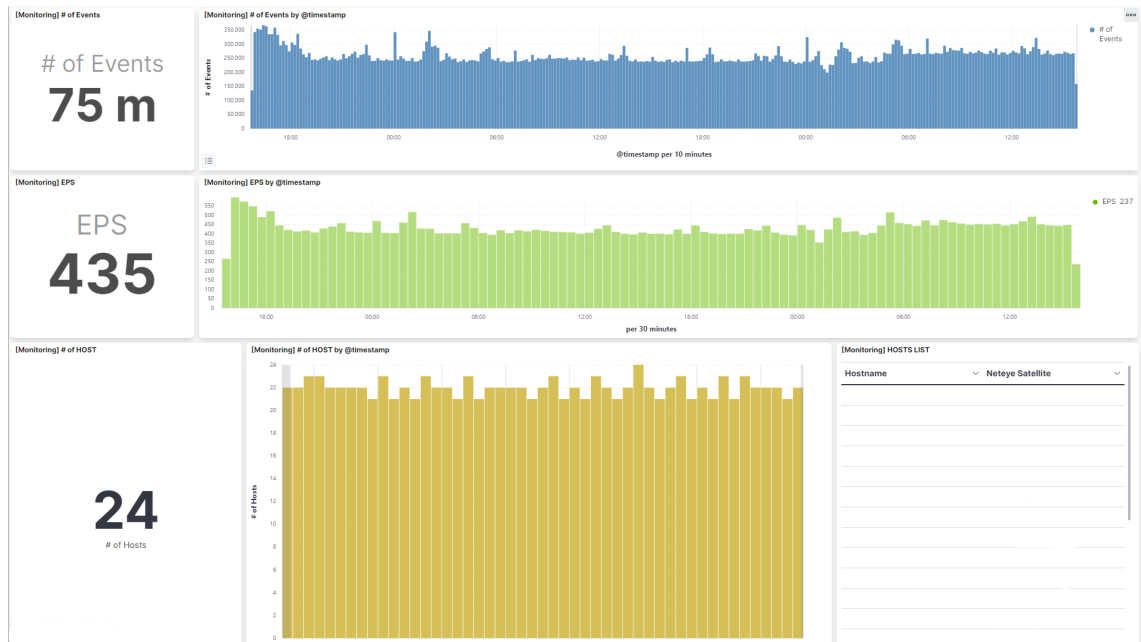 [Monitoring] # of Events
# of Events
75 m
[Monitoring] # of Events by @timestamp
# of Events
350,000
300,000
250,000
200,000
150,000
100,000
50,000
0
18:00 00:00 06:00 12:00 18:00 00:00 06:00 12:00
@timestamp per 10 minutes
# of
Events
[Monitoring] EPS
EPS
435
[Monitoring] EPS by @timestamp
550
500
450
400
350
300
250
200
150
100
50
0
18:00 00:00 06:00 12:00 18:00 00:00 06:00 12:00
per 30 minutes
EPS 237
[Monitoring] # of HOST
24
# of Hosts
[Monitoring] # of HOST by @timestamp
# of Hosts
24
22
20
18
16
14
12
10
8
6
4
2
0
[Monitoring] HOSTS LIST
Hostname Neteye Satellite